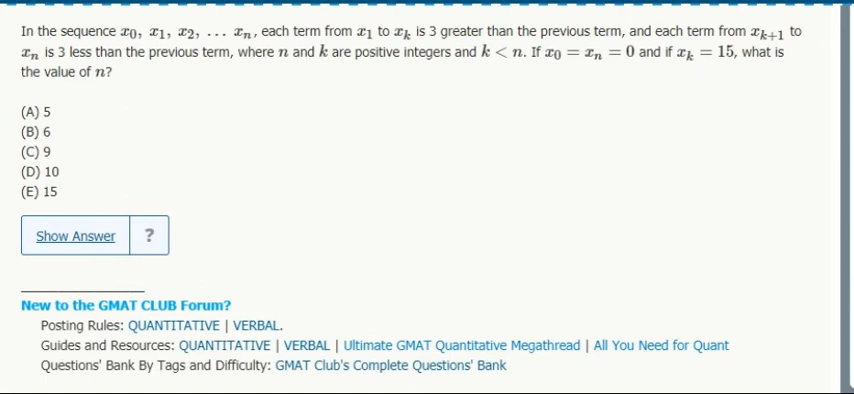 In the sequence x₀, x₁, x₂, ... xₙ, each term from x₁ to xₖ is 3 greater than the previous term, and each term from xₖ₊₁ to
xₙ is 3 less than the previous term, where n and k are positive integers and k < n. If x₀ = xₙ = 0 and if xₖ = 15, what is
the value of n?
(A) 5
(B) 6
(C) 9
(D) 10
(E) 15
Show Answer ?
New to the GMAT CLUB Forum?
Posting Rules: QUANTITATIVE | VERBAL.
Guides and Resources: QUANTITATIVE | VERBAL | Ultimate GMAT Quantitative Megathread | All You Need for Quant
Questions' Bank By Tags and Difficulty: GMAT Club's Complete Questions' Bank